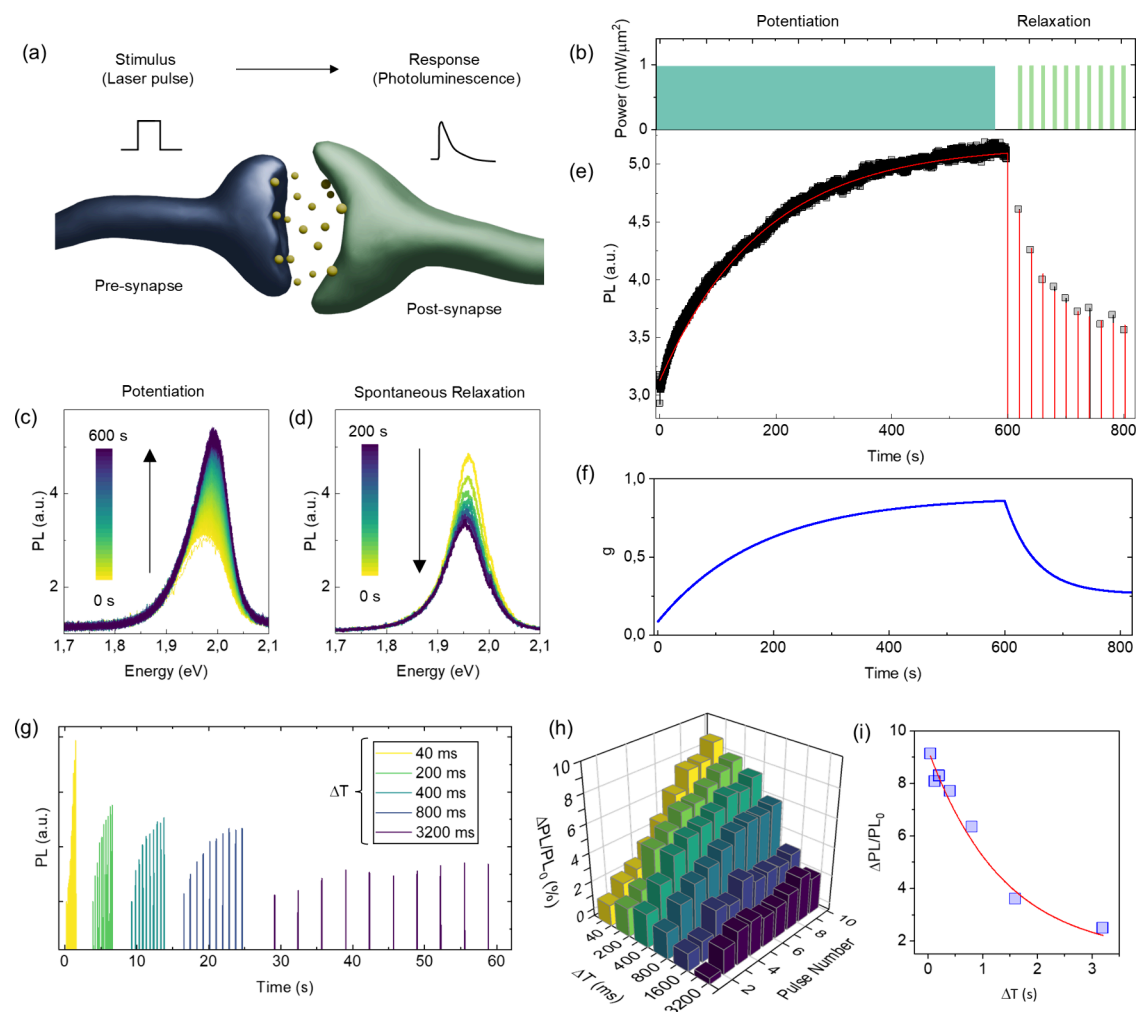 (a)
Stimulus
(Laser pulse)
Response
(Photoluminescence)
Pre-synapse
Post-synapse
Potentiation
Relaxation
(b)
Power (mW/μm²)
1
0
(e)
PL (a.u.)
5,0
4,5
4,0
3,5
3,0
0
200
400
600
800
Time (s)
(c)
Potentiation
600 s
0 s
PL (a.u.)
4
2
1,7
1,8
1,9
2,0
2,1
Energy (eV)
(d)
Spontaneous Relaxation
200 s
0 s
PL (a.u.)
4
2
1,7
1,8
1,9
2,0
2,1
Energy (eV)
(f)
g
1,0
0,5
0,0
0
200
400
600
800
Time (s)
(g)
PL (a.u.)
ΔT
40 ms
200 ms
400 ms
800 ms
3200 ms
0
10
20
30
40
50
60
Time (s)
(h)
ΔPL/PL₀(%)
10
8
6
4
2
0
40
200
400
800
1600
3200
ΔT (ms)
2
4
6
8
10
Pulse Number
(i)
ΔPL/PL₀
10
8
6
4
2
0
1
2
3
ΔT (s)